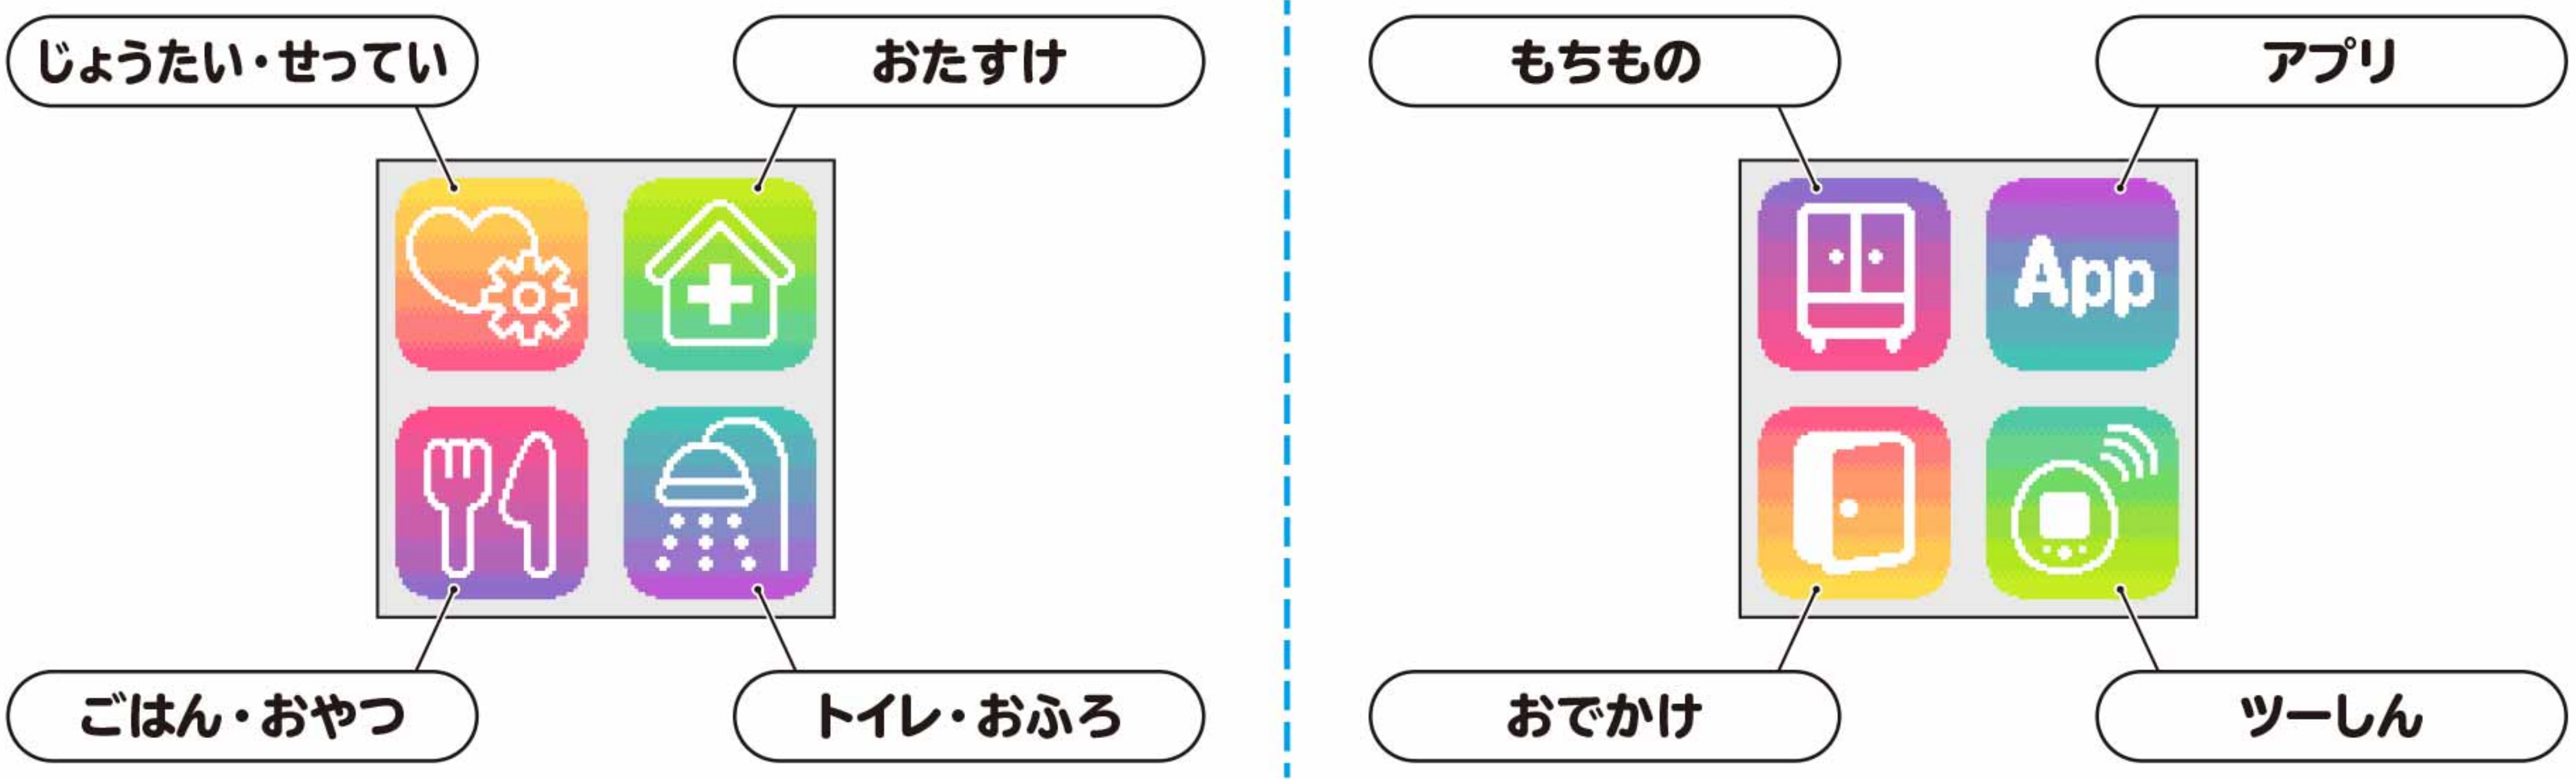 じょうたい・せってい
おたすけ
ごはん・おやつ
トイレ・おふろ
もちもの
アプリ
App
おでかけ
ツーしん